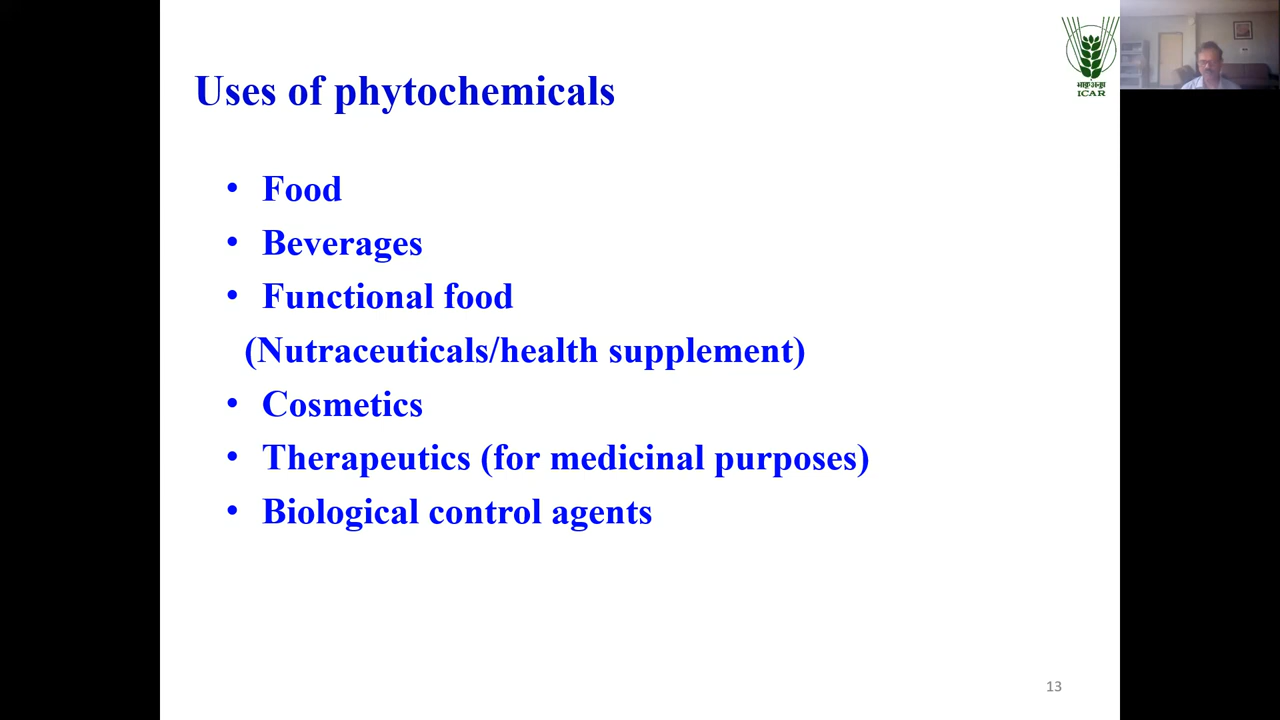 Uses of phytochemicals
• Food
• Beverages
• Functional food
(Nutraceuticals/health supplement)
• Cosmetics
• Therapeutics (for medicinal purposes)
• Biological control agents
भाकृअनुप
ICAR
13